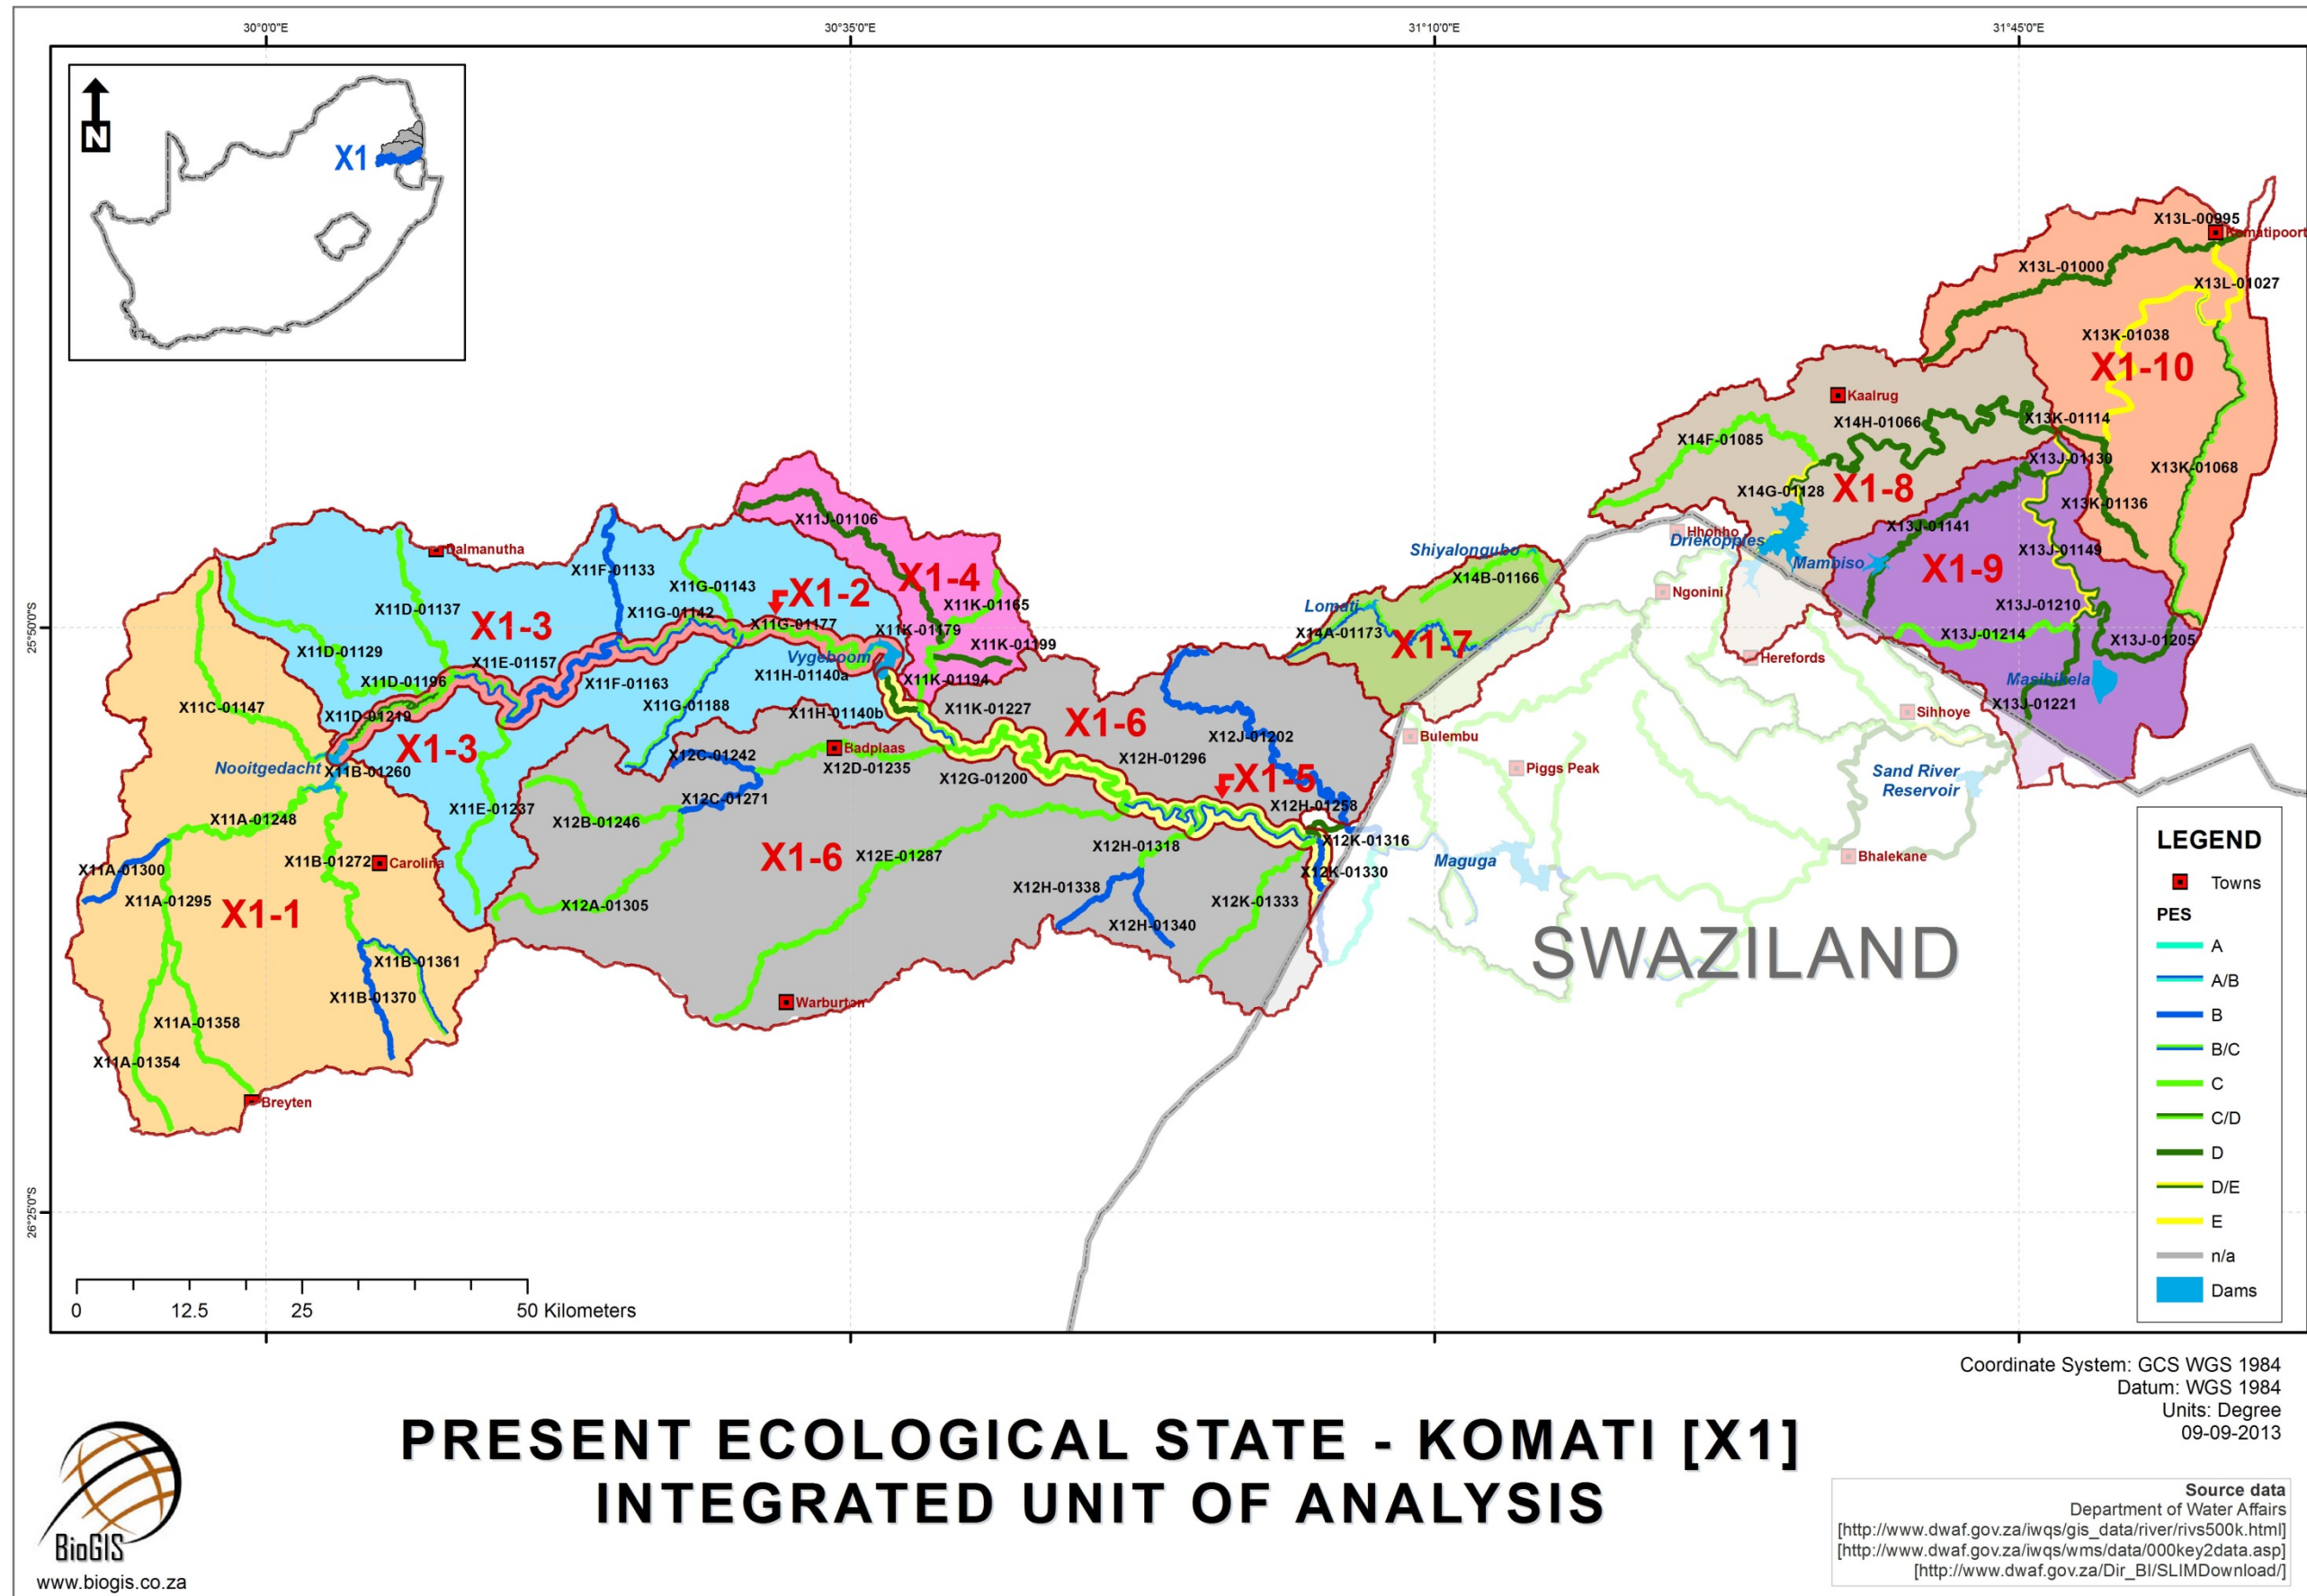 30°0'0"E
30°35'0"E
31°10'0"E
31°45'0"E
25°50'0"S
26°25'0"S
N
X1
X13L-00995
Komatipoort
X13L-01000
X13L-01027
X13K-01038
X1-10
Kaalrug
X14H-01066
X13K-01114
X14F-01085
X13J-01130
X13K-01068
X14G-01128
X1-8
X13K-01136
X13J-01141
Hhohho
Driekoppies
X13J-01149
Mambiso
X1-9
Shiyalongubo
X14B-01166
Ngonini
X13J-01210
Lomati
X14A-01173
X1-7
X13J-01214
X13J-01205
Herefords
Masibikela
X13J-01221
Sihhoye
Bulembu
Piggs Peak
Sand River
Reservoir
Bhalekane
Maguga
SWAZILAND
X11J-01106
Dalmanutha
X11F-01133
X11G-01143
X1-2
X1-4
X11K-01165
X11D-01137
X1-3
X11G-01142
X11G-01177
X11K-01179
X11K-01199
X11D-01129
X11E-01157
Vygeboom
X11H-01140a
X11D-01196
X11F-01163
X11K-01194
X11C-01147
X11D-01219
X11G-01188
X11H-01140b
X11K-01227
X1-6
X1-3
X12J-01202
Badplaas
X12C-01242
X12D-01235
X12H-01296
Nooitgedacht
X11B-01260
X12G-01200
X1-5
X12C-01271
X12H-01258
X11E-01237
X11A-01248
X12B-01246
X12K-01316
X12H-01318
X1-6
X12E-01287
X11B-01272
Carolina
X11A-01300
X12K-01330
X12H-01338
X11A-01295
X1-1
X12A-01305
X12K-01333
X12H-01340
X11B-01361
X11B-01370
Warburton
X11A-01358
X11A-01354
Breyten
LEGEND
Towns
PES
A
A/B
B
B/C
C
C/D
D
D/E
E
n/a
Dams
0 12.5 25 50 Kilometers
Coordinate System: GCS WGS 1984
Datum: WGS 1984
Units: Degree
09-09-2013
PRESENT ECOLOGICAL STATE - KOMATI [X1]
INTEGRATED UNIT OF ANALYSIS
BioGIS
www.biogis.co.za
Source data
Department of Water Affairs
[http://www.dwaf.gov.za/iwqs/gis_data/river/rivs500k.html]
[http://www.dwaf.gov.za/iwqs/wms/data/000key2data.asp]
[http://www.dwaf.gov.za/Dir_BI/SLIMDownload/]